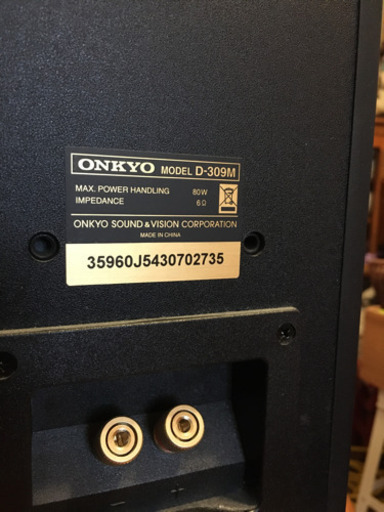 ONKYO MODEL D-309M
MAX. POWER HANDLING 80W
IMPEDANCE 6Ω
ONKYO SOUND & VISION CORPORATION
MADE IN CHINA
35960J5430702735
− +